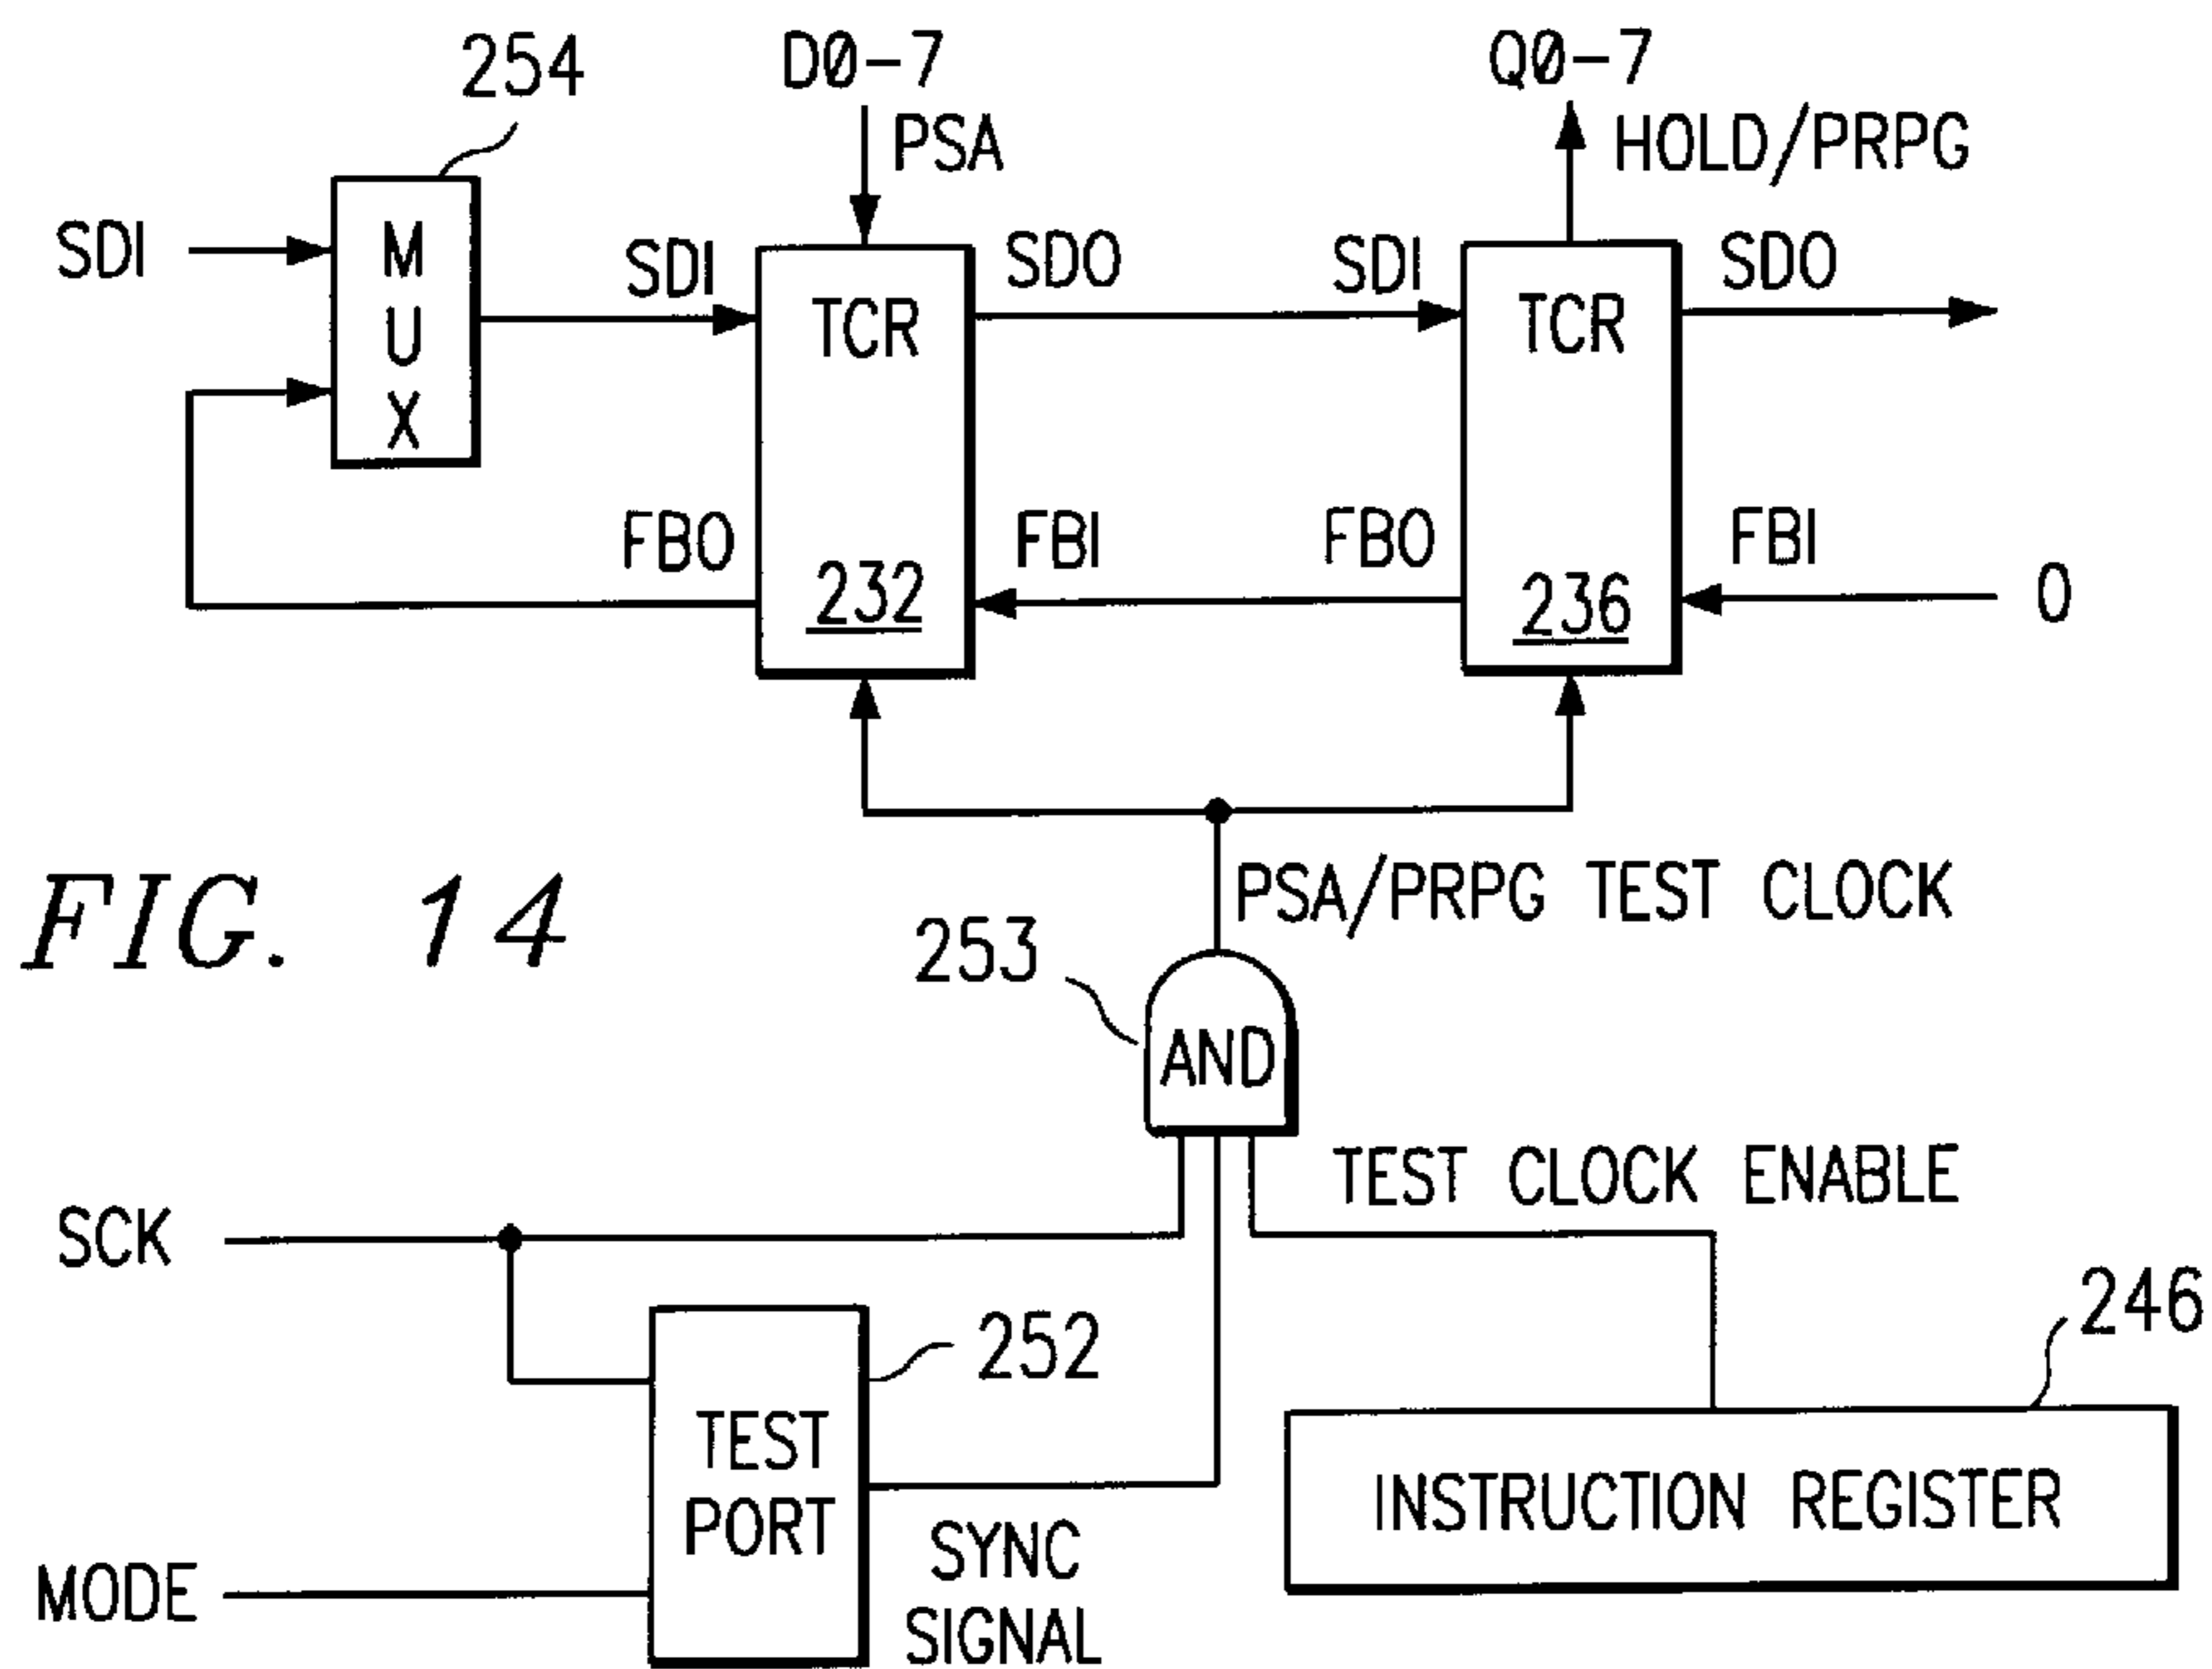 254
D0-7
Q0-7
PSA
HOLD/PRPG
SDI
M
U
X
SDI
TCR
SDO
SDI
TCR
SDO
FBO
232
FBI
FBO
236
FBI
0
PSA/PRPG TEST CLOCK
FIG. 14
253
AND
TEST CLOCK ENABLE
SCK
252
246
TEST
PORT
INSTRUCTION REGISTER
SYNC
SIGNAL
MODE